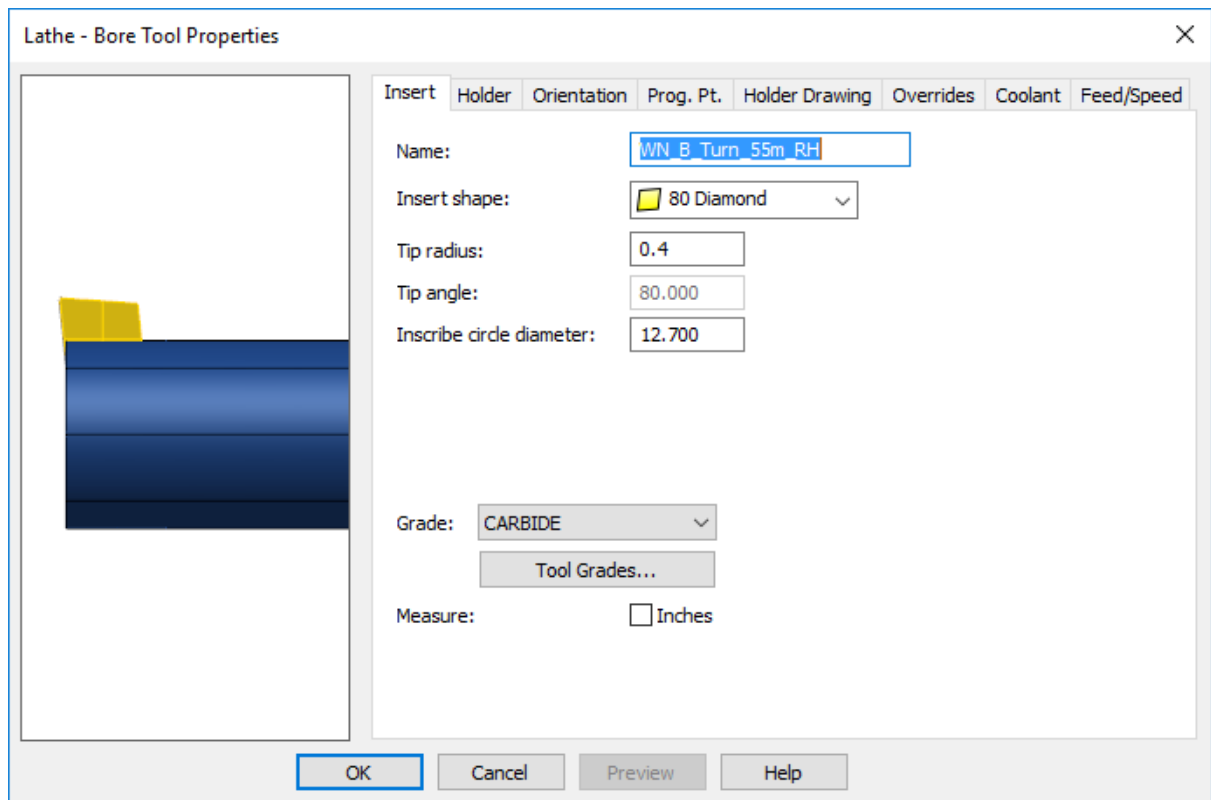 Lathe - Bore Tool Properties
Insert Holder Orientation Prog. Pt. Holder Drawing Overrides Coolant Feed/Speed
Name: WN_B_Turn_55m_RH
Insert shape: 80 Diamond
Tip radius: 0.4
Tip angle: 80.000
Inscribe circle diameter: 12.700
Grade: CARBIDE
Tool Grades...
Measure: Inches
OK Cancel Preview Help